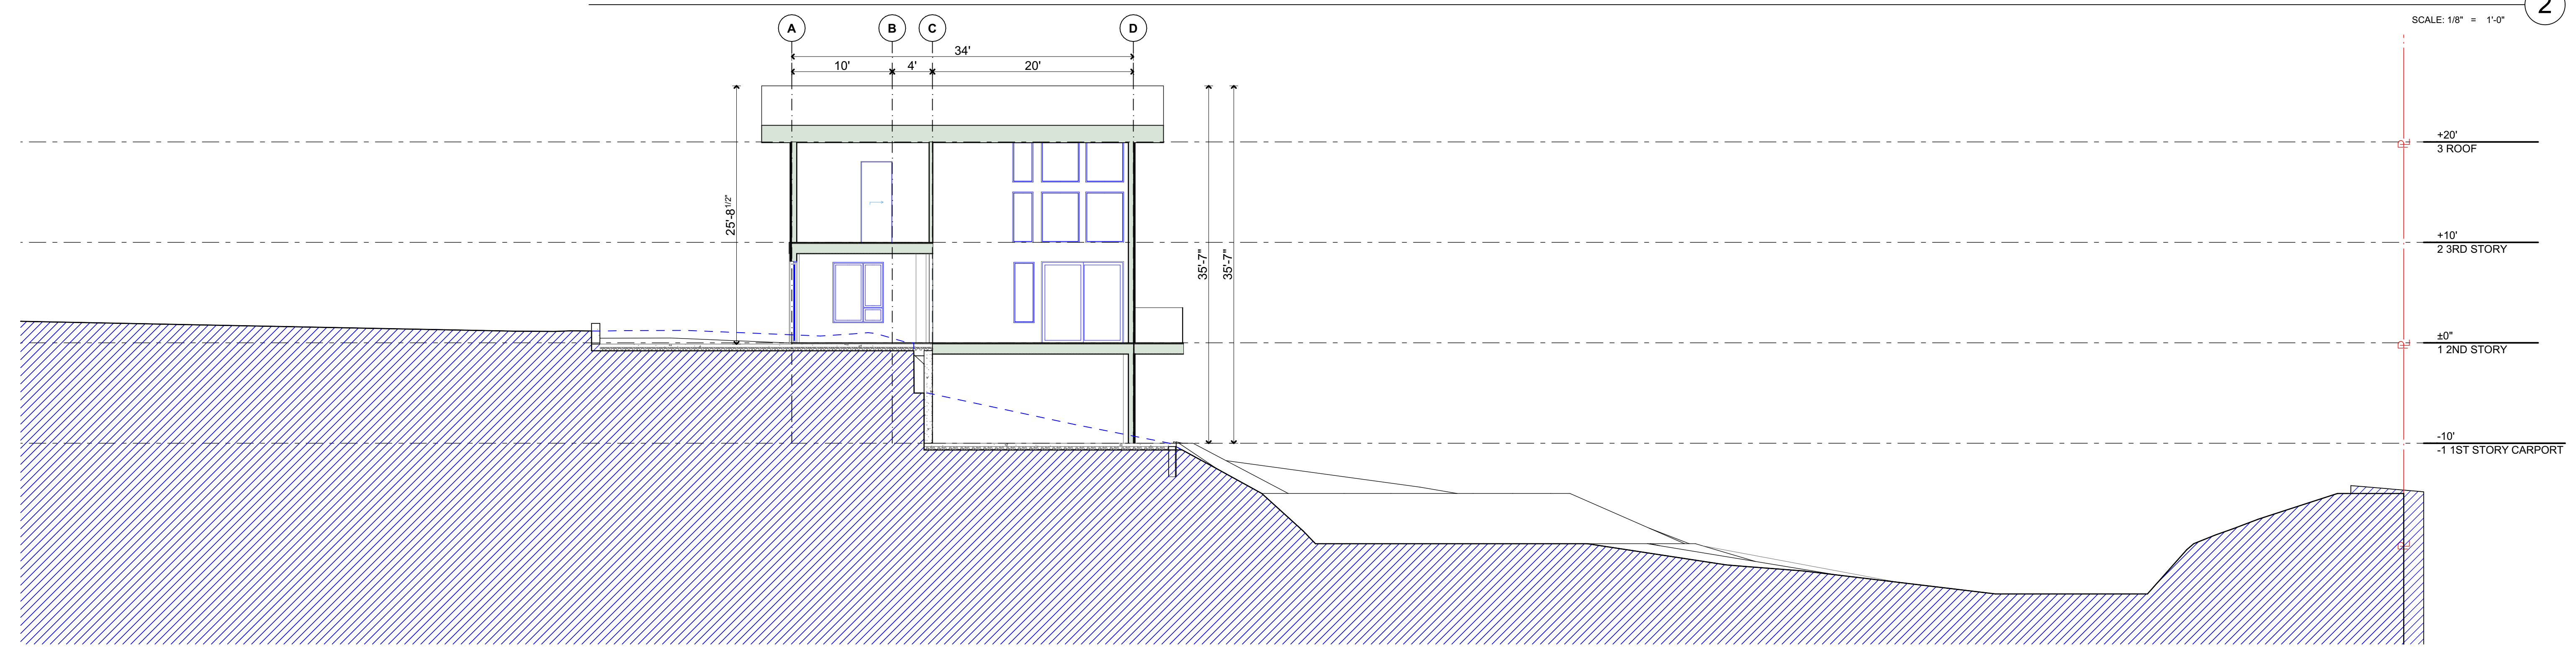 2
SCALE: 1/8" = 1'-0"
A B C D
34'
10' 4' 20'
25'-8 1/2"
35'-7"
35'-7"
+20'
3 ROOF
+10'
2 3RD STORY
±0"
1 2ND STORY
-10'
-1 1ST STORY CARPORT